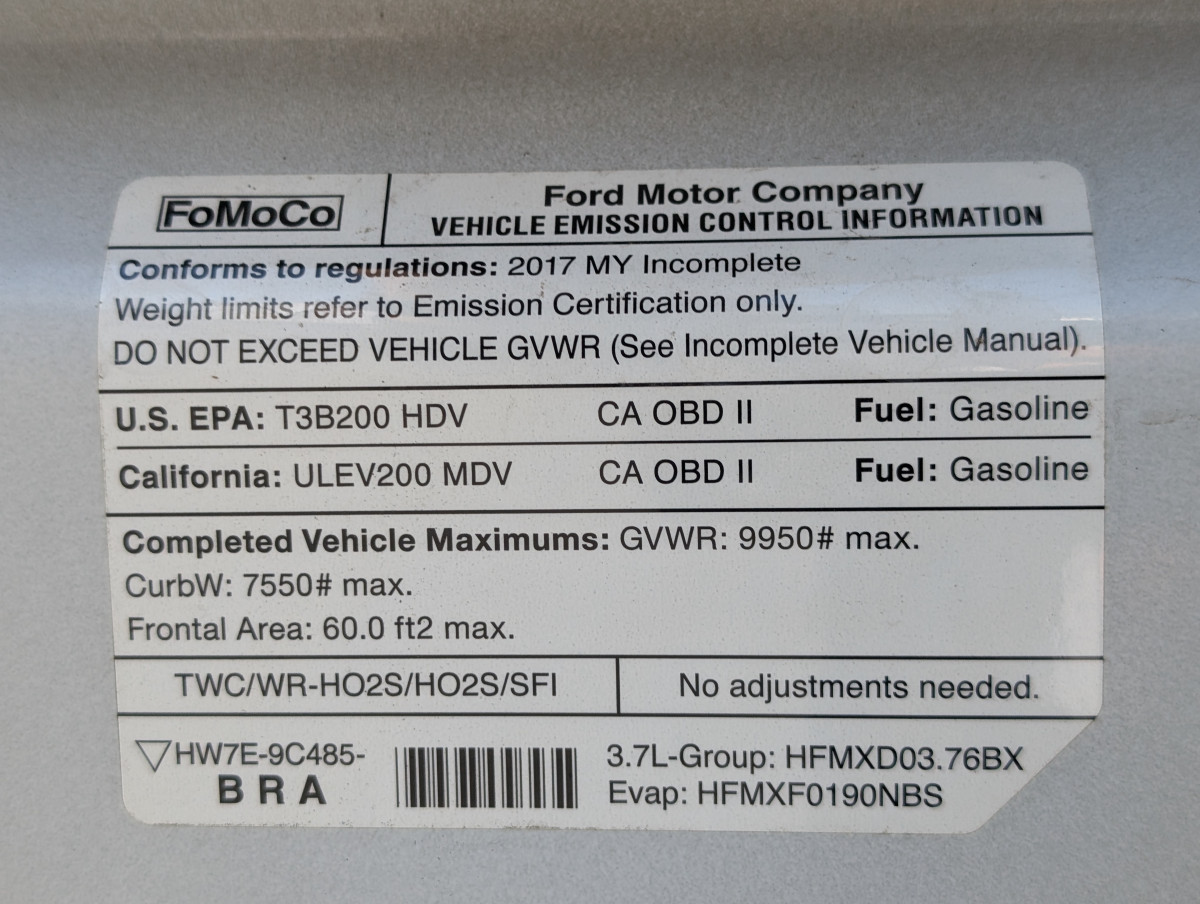 FoMoCo
Ford Motor Company
VEHICLE EMISSION CONTROL INFORMATION
Conforms to regulations: 2017 MY Incomplete
Weight limits refer to Emission Certification only.
DO NOT EXCEED VEHICLE GVWR (See Incomplete Vehicle Manual).
U.S. EPA: T3B200 HDV CA OBD II Fuel: Gasoline
California: ULEV200 MDV CA OBD II Fuel: Gasoline
Completed Vehicle Maximums: GVWR: 9950# max.
CurbW: 7550# max.
Frontal Area: 60.0 ft2 max.
TWC/WR-HO2S/HO2S/SFI
No adjustments needed.
HW7E-9C485-
B R A
3.7L-Group: HFMXD03.76BX
Evap: HFMXF0190NBS